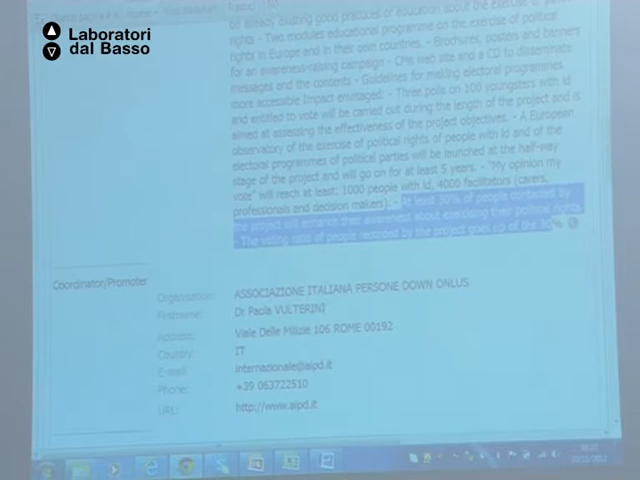 Laboratori
dal Basso
on already existing good practices of education about the exercise of
rights - Two modules educational programme on the exercise of political
rights in Europe and in their own countries. - Brochures, posters and banners
for an awareness-raising campaign - web site and a CD to disseminate
messages and the contents - Guidelines for making electoral programmes
more accessible Impact envisaged: - Three polls on 100 youngsters with id
and entitled to vote will be carried out during the length of the project and is
aimed at assessing the effectiveness of the project objectives. - A European
observatory of the exercise of political rights of people with id and of the
electoral programmes of political parties will be launched at the half-way
stage of the project and will go on for at least 5 years. - "My opinion my
vote" will reach at least: 1000 people with id, 4000 facilitators (carers,
professionals and decision makers). - At least 30% of people contacted by
the project will enhance their awareness about exercising their political rights
- The voting ratio of people recorded by the project goes up of the
Coordinator/Promoter
Organisation: ASSOCIAZIONE ITALIANA PERSONE DOWN ONLUS
Firstname: Dr Paola VULTERINI
Address: Viale Delle Milizie 106 ROME 00192
Country: IT
E-mail: internazionale@aipd.it
Phone: +39 063722510
URL: http://www.aipd.it